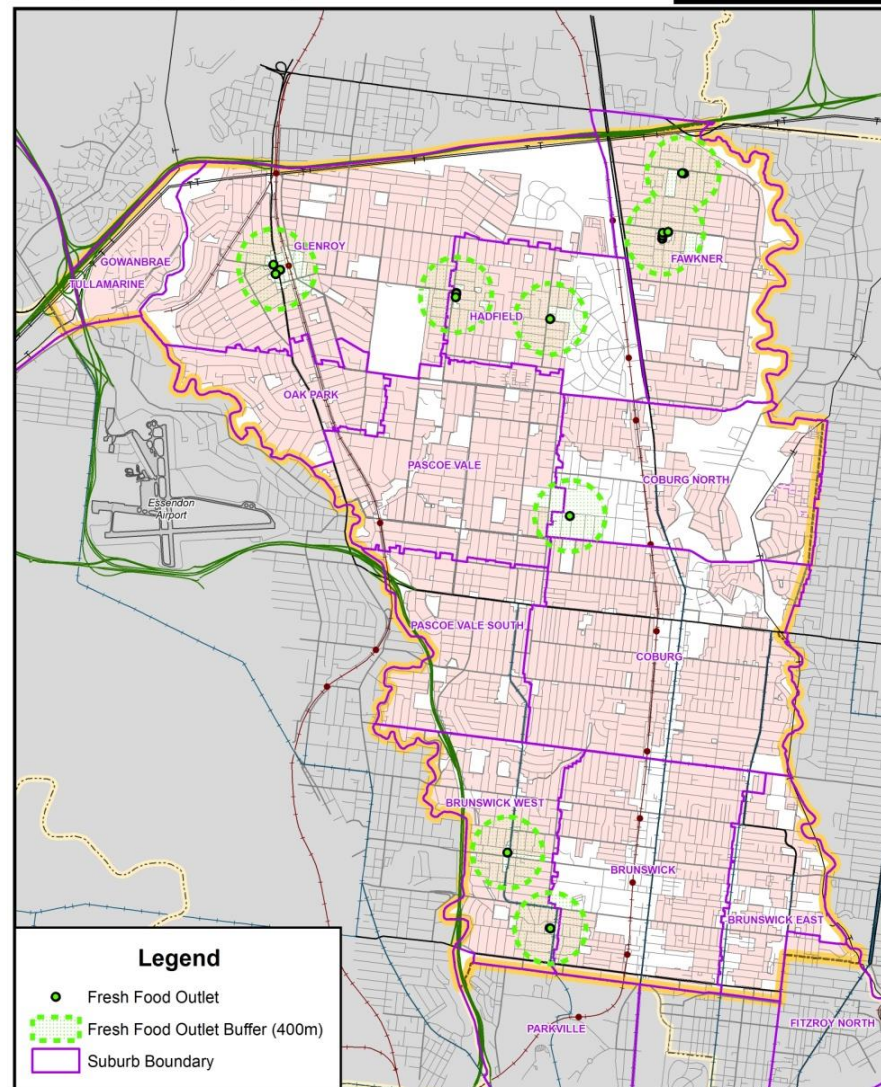 GLENROY
GOWANBRAE
TULLAMARINE
FAWKNER
HADFIELD
OAK PARK
PASCOE VALE
COBURG NORTH
Essendon
Airport
PASCOE VALE SOUTH
COBURG
BRUNSWICK WEST
BRUNSWICK
BRUNSWICK EAST
PARKVILLE
FITZROY NORTH
Legend
Fresh Food Outlet
Fresh Food Outlet Buffer (400m)
Suburb Boundary